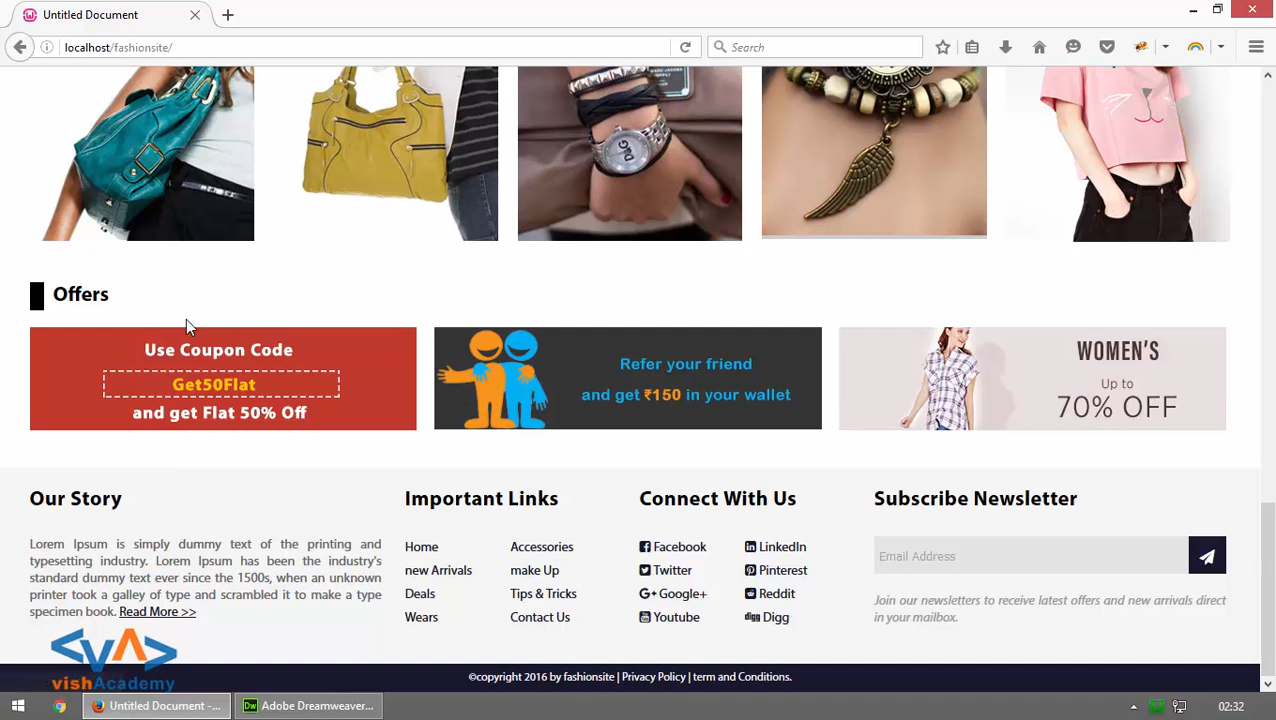 Untitled Document
localhost/fashionsite/
Search
D&G
Offers
Use Coupon Code
Get50Flat
and get Flat 50% Off
Refer your friend
and get ₹150 in your wallet
WOMEN'S
Up to
70% OFF
Our Story
Lorem Ipsum is simply dummy text of the printing and
typesetting industry. Lorem Ipsum has been the industry's
standard dummy text ever since the 1500s, when an unknown
printer took a galley of type and scrambled it to make a type
specimen book. Read More >>
Important Links
Home
new Arrivals
Deals
Wears
Accessories
make Up
Tips & Tricks
Contact Us
Connect With Us
Facebook
Twitter
G+ Google+
Youtube
LinkedIn
Pinterest
Reddit
digg Digg
Subscribe Newsletter
Email Address
Join our newsletters to receive latest offers and new arrivals direct
in your mailbox.
©copyright 2016 by fashionsite | Privacy Policy | term and Conditions.
vishAcademy
Untitled Document -...
Dw Adobe Dreamweaver...
02:32